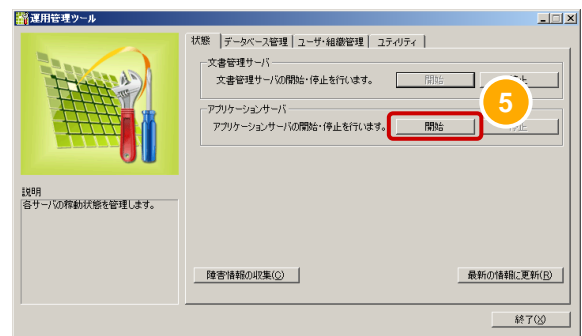 運用管理ツール
状態 データベース管理 ユーザ・組織管理 ユティリティ
文書管理サーバ
文書管理サーバの開始・停止を行います。 開始
アプリケーションサーバ
アプリケーションサーバの開始・停止を行います。 開始
5
説明
各サーバの稼動状態を管理します。
障害情報の収集(C) 最新の情報に更新(R)
終了(X)